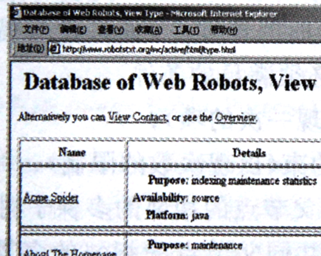 Database of Web Robots, View Type - Microsoft Internet Explorer
文件(F) 编辑(E) 查看(V) 收藏(A) 工具(T) 帮助(H)
地址(D) http://www.robotstxt.org/wc/active/html/type.html
Database of Web Robots, View
Alternatively you can View Contact, or see the Overview.
Name Details
Acme Spider
Purpose: indexing maintenance statistics
Availability: source
Platform: java
Ahoy! The Homepage
Purpose: maintenance